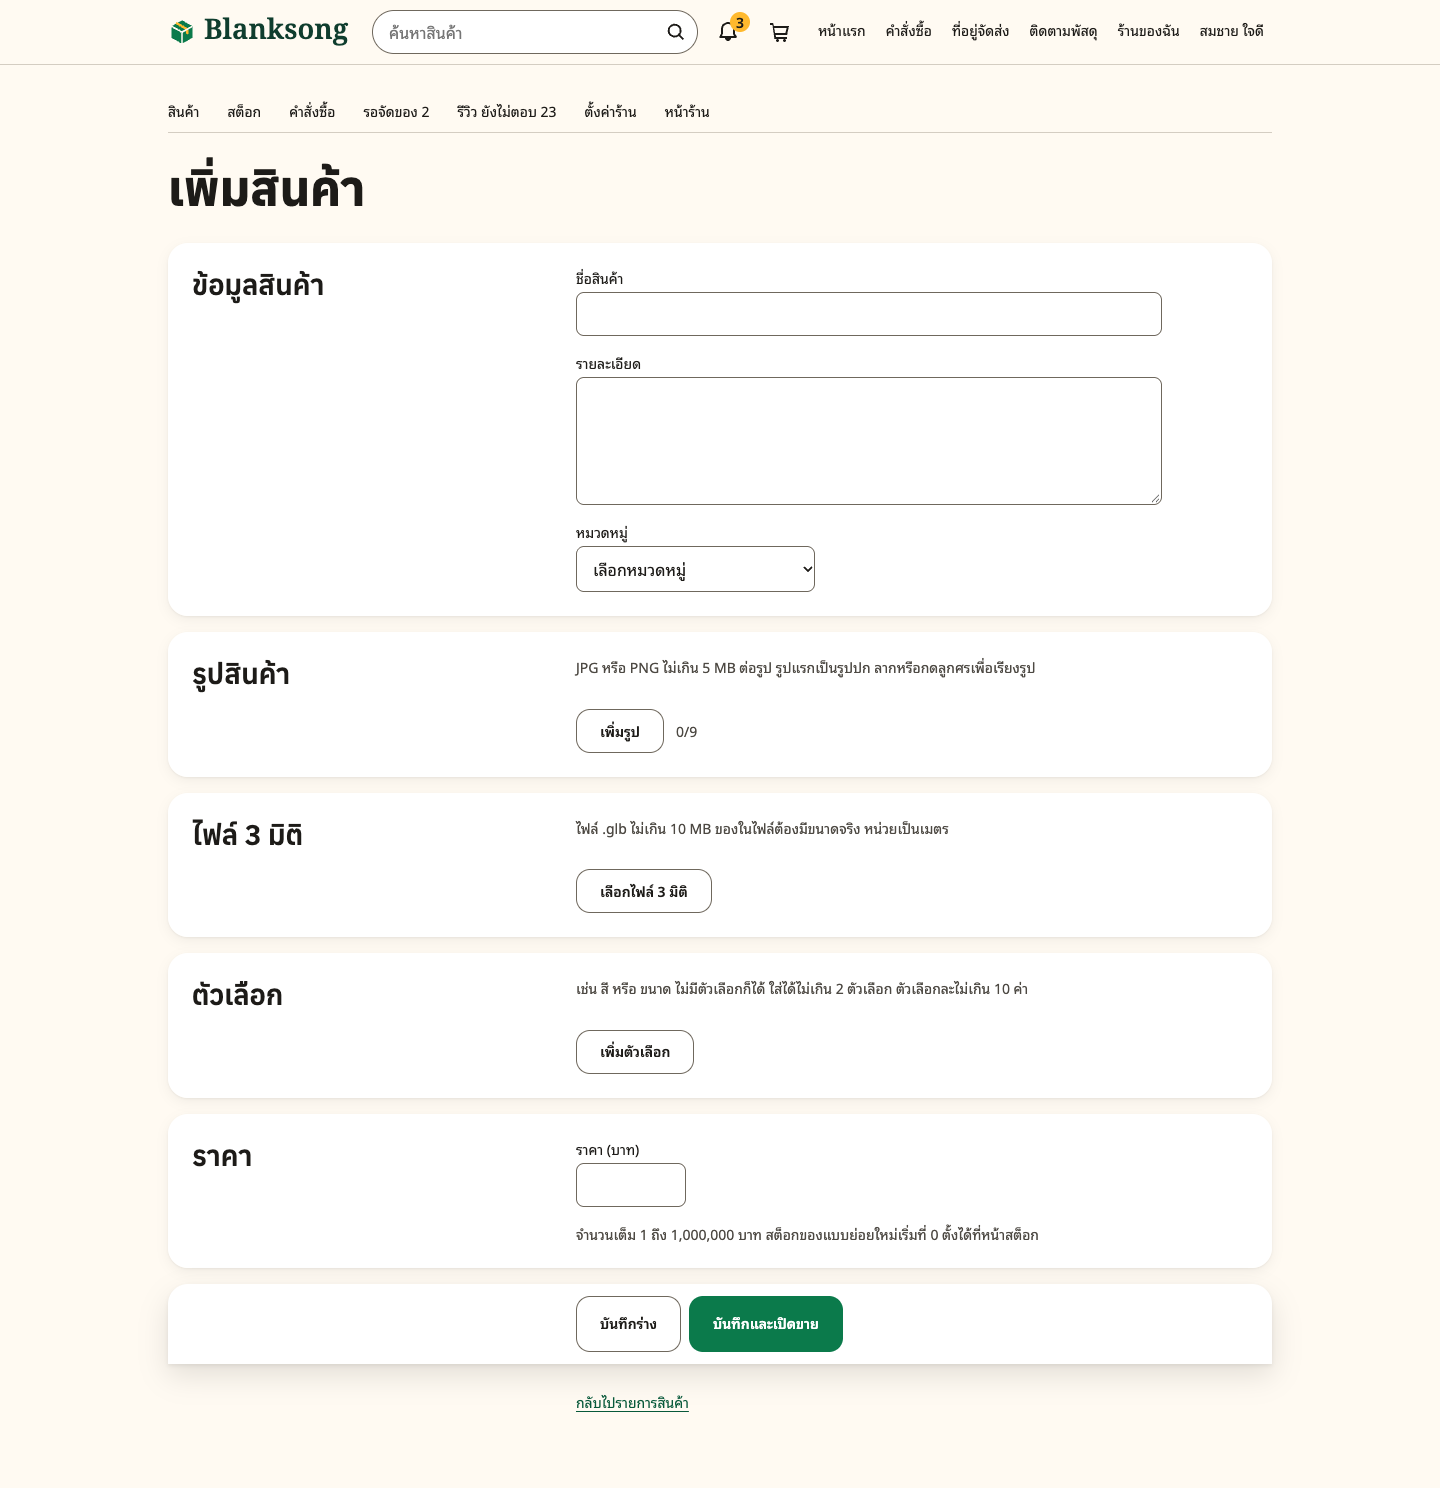 Blanksong
ค้นหาสินค้า
3
หน้าแรก
คำสั่งซื้อ
ที่อยู่จัดส่ง
ติดตามพัสดุ
ร้านของฉัน
สมชาย ใจดี
สินค้า
สต็อก
คำสั่งซื้อ
รอจัดของ 2
รีวิว ยังไม่ตอบ 23
ตั้งค่าร้าน
หน้าร้าน
เพิ่มสินค้า
ข้อมูลสินค้า
ชื่อสินค้า
รายละเอียด
หมวดหมู่
เลือกหมวดหมู่
รูปสินค้า
JPG หรือ PNG ไม่เกิน 5 MB ต่อรูป รูปแรกเป็นรูปปก ลากหรือกดลูกศรเพื่อเรียงรูป
เพิ่มรูป
0/9
ไฟล์ 3 มิติ
ไฟล์ .glb ไม่เกิน 10 MB ของในไฟล์ต้องมีขนาดจริง หน่วยเป็นเมตร
เลือกไฟล์ 3 มิติ
ตัวเลือก
เช่น สี หรือ ขนาด ไม่มีตัวเลือกก็ได้ ใส่ได้ไม่เกิน 2 ตัวเลือก ตัวเลือกละไม่เกิน 10 ค่า
เพิ่มตัวเลือก
ราคา
ราคา (บาท)
จำนวนเต็ม 1 ถึง 1,000,000 บาท สต็อกของแบบย่อยใหม่เริ่มที่ 0 ตั้งได้ที่หน้าสต็อก
บันทึกร่าง
บันทึกและเปิดขาย
กลับไปรายการสินค้า